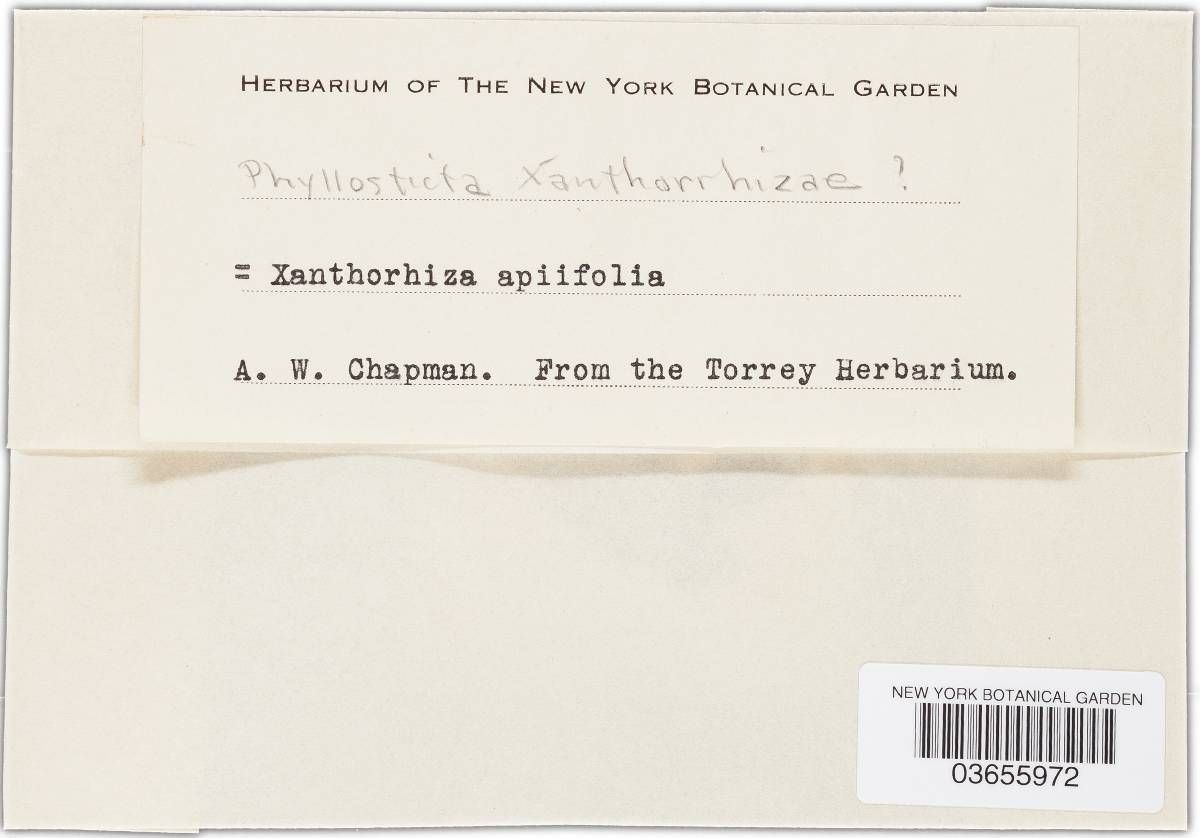 HERBARIUM OF THE NEW YORK BOTANICAL GARDEN
Phyllosticta Xanthorrhizae ?
= Xanthorhiza apiifolia
A. W. Chapman. From the Torrey Herbarium.
NEW YORK BOTANICAL GARDEN
03655972